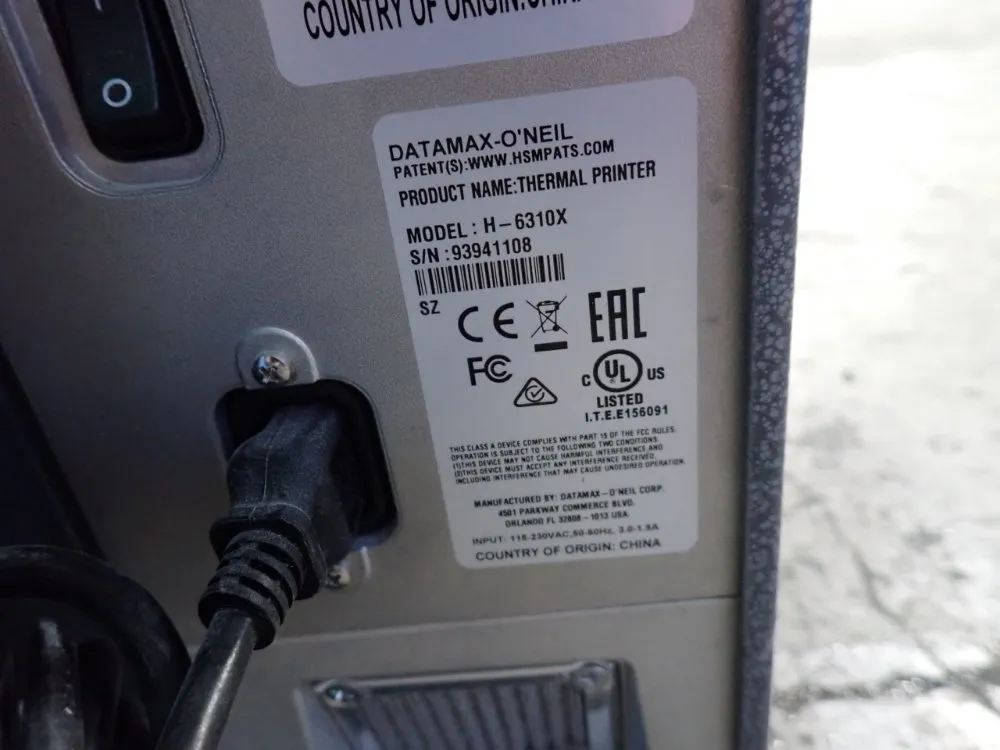 COUNTRY OF ORIGIN:CHINA
DATAMAX-O'NEIL
PATENT(S):WWW.HSMPATS.COM
PRODUCT NAME:THERMAL PRINTER
MODEL : H-6310X
S/N :93941108
SZ
CE
EAC
FC
C UL US
LISTED
I.T.E.E156091
THIS CLASS A DEVICE COMPLIES WITH PART 15 OF THE FCC RULES.
OPERATION IS SUBJECT TO THE FOLLOWING TWO CONDITIONS.
(1)THIS DEVICE MAY NOT CAUSE HARMFUL INTERFERENCE AND
(2)THIS DEVICE MUST ACCEPT ANY INTERFERENCE RECEIVED,
INCLUDING INTERFERENCE THAT MAY CAUSE UNDESIRED OPERATION.
MANUFACTURED BY: DATAMAX-O'NEIL CORP.
4501 PARKWAY COMMERCE BLVD.
ORLANDO FL 32808-1013 USA
INPUT: 115-230VAC,50-60Hz, 3.0-1.5A
COUNTRY OF ORIGIN: CHINA